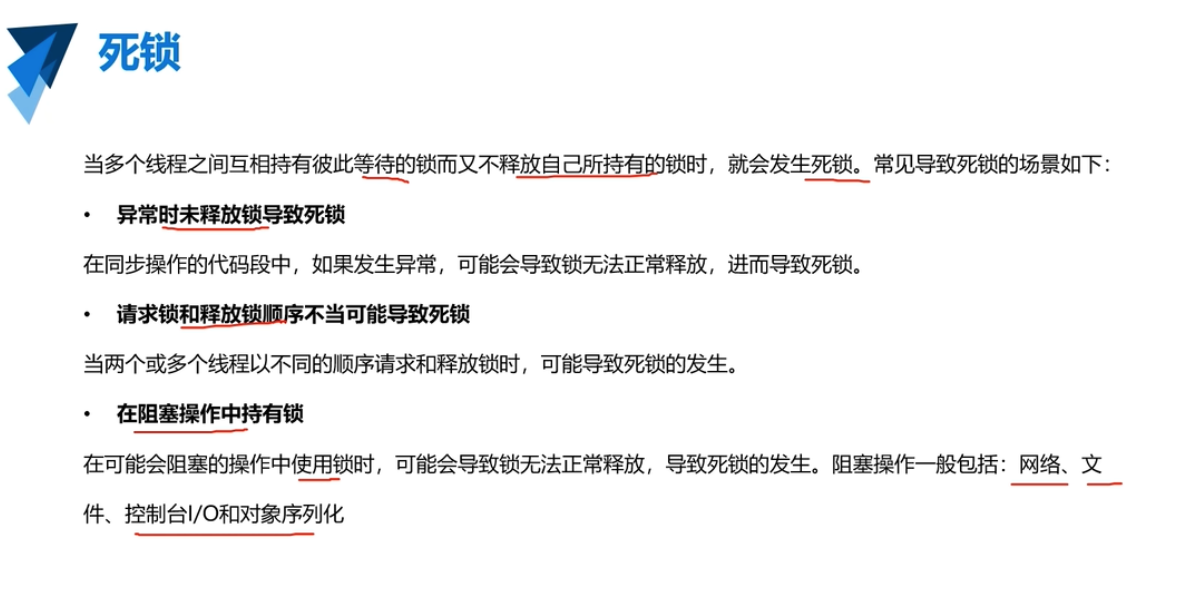 死锁
当多个线程之间互相持有彼此等待的锁而又不释放自己所持有的锁时，就会发生死锁。常见导致死锁的场景如下：
• 异常时未释放锁导致死锁
在同步操作的代码段中，如果发生异常，可能会导致锁无法正常释放，进而导致死锁。
• 请求锁和释放锁顺序不当可能导致死锁
当两个或多个线程以不同的顺序请求和释放锁时，可能导致死锁的发生。
• 在阻塞操作中持有锁
在可能会阻塞的操作中使用锁时，可能会导致锁无法正常释放，导致死锁的发生。阻塞操作一般包括：网络、文
件、控制台I/O和对象序列化